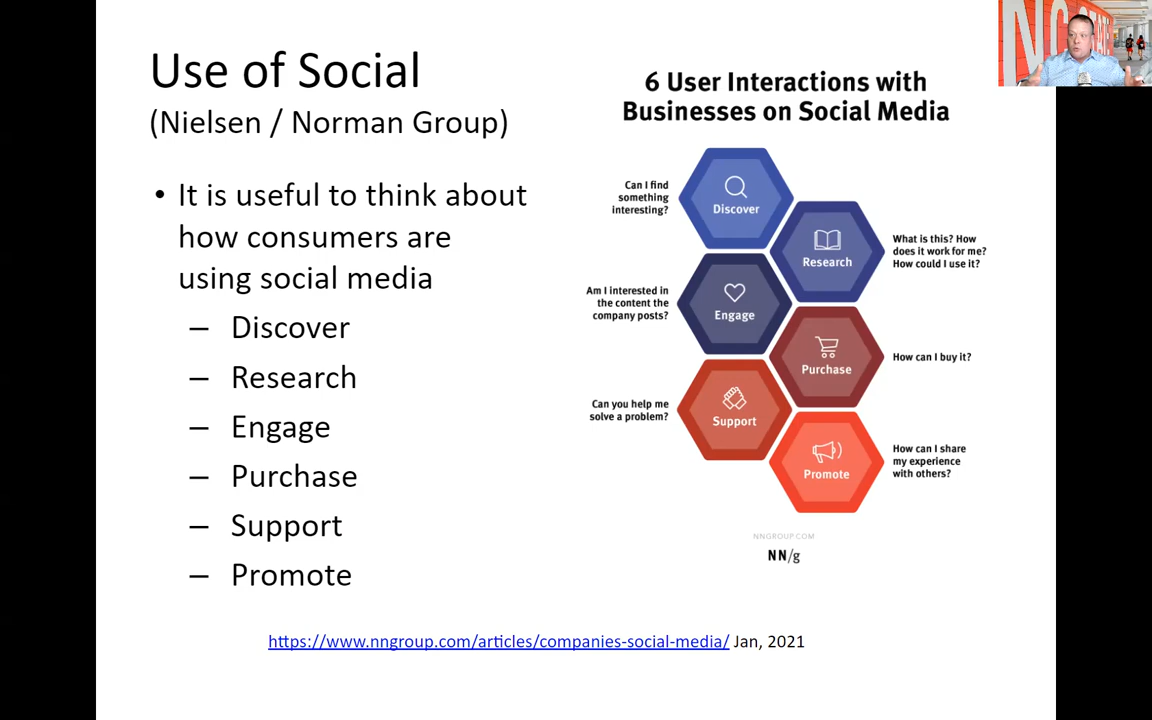 Use of Social
(Nielsen / Norman Group)
• It is useful to think about
how consumers are
using social media
– Discover
– Research
– Engage
– Purchase
– Support
– Promote
6 User Interactions with
Businesses on Social Media
Can I find
something
interesting?
Discover
What is this? How
does it work for me?
How could I use it?
Research
Am I interested in
the content the
company posts?
Engage
How can I buy it?
Purchase
Can you help me
solve a problem?
Support
How can I share
my experience
with others?
Promote
NNGROUP.COM
NN/g
https://www.nngroup.com/articles/companies-social-media/ Jan, 2021